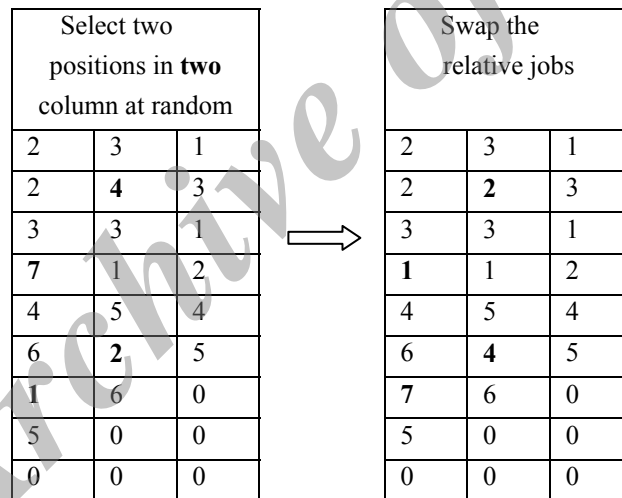 Select two
positions in two
column at random
2 3 1
2 4 3
3 3 1
7 1 2
4 5 4
6 2 5
1 6 0
5 0 0
0 0 0
Swap the
relative jobs
2 3 1
2 2 3
3 3 1
1 1 2
4 5 4
6 4 5
7 6 0
5 0 0
0 0 0
Archive of